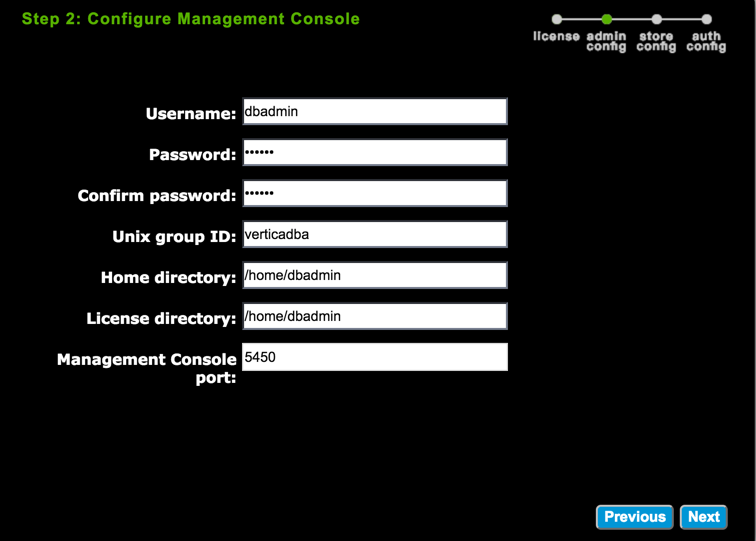 Step 2: Configure Management Console
license admin config store config auth config
Username: dbadmin
Password: ••••••
Confirm password: ••••••
Unix group ID: verticadba
Home directory: /home/dbadmin
License directory: /home/dbadmin
Management Console port: 5450
Previous Next